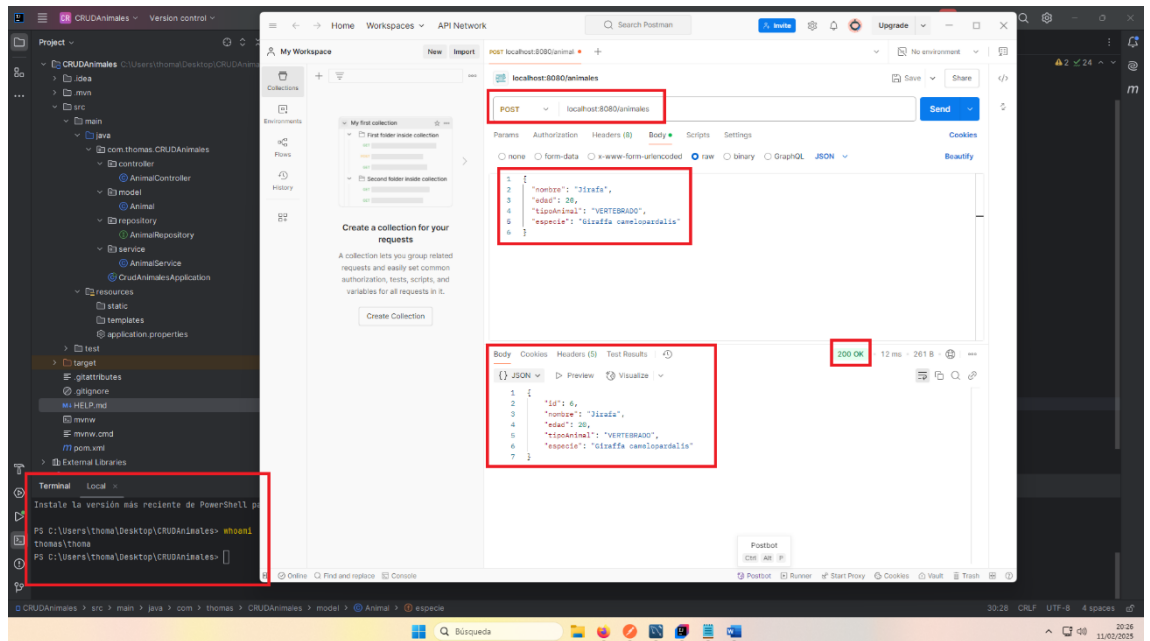 CR CRUDAnimales Version control
Project
CRUDAnimales C:\Users\thoma\Desktop\CRUDAnima
.idea
.mvn
src
main
java
com.thomas.CRUDAnimales
controller
AnimalController
model
Animal
repository
AnimalRepository
service
AnimalService
CrudAnimalesApplication
resources
static
templates
application.properties
test
target
.gitattributes
.gitignore
HELP.md
mvnw
mvnw.cmd
pom.xml
External Libraries
Terminal Local
Instale la versión más reciente de PowerShell pa
PS C:\Users\thoma\Desktop\CRUDAnimales> whoami
thomas\thoma
PS C:\Users\thoma\Desktop\CRUDAnimales>
Home Workspaces API Network
Search Postman
Invite
Upgrade
My Workspace New Import
POST localhost:8080/animal
No environment
Collections
Environments
Flows
History
My first collection
First folder inside collection
Second folder inside collection
Create a collection for your
requests
A collection lets you group related
requests and easily set common
authorization, tests, scripts, and
variables for all requests in it.
Create Collection
localhost:8080/animales
Save Share
POST localhost:8080/animales
Send
Params Authorization Headers (8) Body Scripts Settings
Cookies
none form-data x-www-form-urlencoded raw binary GraphQL JSON
Beautify
1 {
2 "nombre": "Jirafa",
3 "edad": 20,
4 "tipoAnimal": "VERTEBRADO",
5 "especie": "Giraffa camelopardalis"
6 }
Body Cookies Headers (5) Test Results
200 OK · 12 ms · 261 B
{} JSON Preview Visualize
1 {
2 "id": 6,
3 "nombre": "Jirafa",
4 "edad": 20,
5 "tipoAnimal": "VERTEBRADO",
6 "especie": "Giraffa camelopardalis"
7 }
Postbot
Ctrl Alt P
Online Find and replace Console
Postbot Runner Start Proxy Cookies Vault Trash
2 24
CRUDAnimales > src > main > java > com > thomas > CRUDAnimales > model > Animal > especie
30:28 CRLF UTF-8 4 spaces
Búsqueda
20:26
11/02/2025